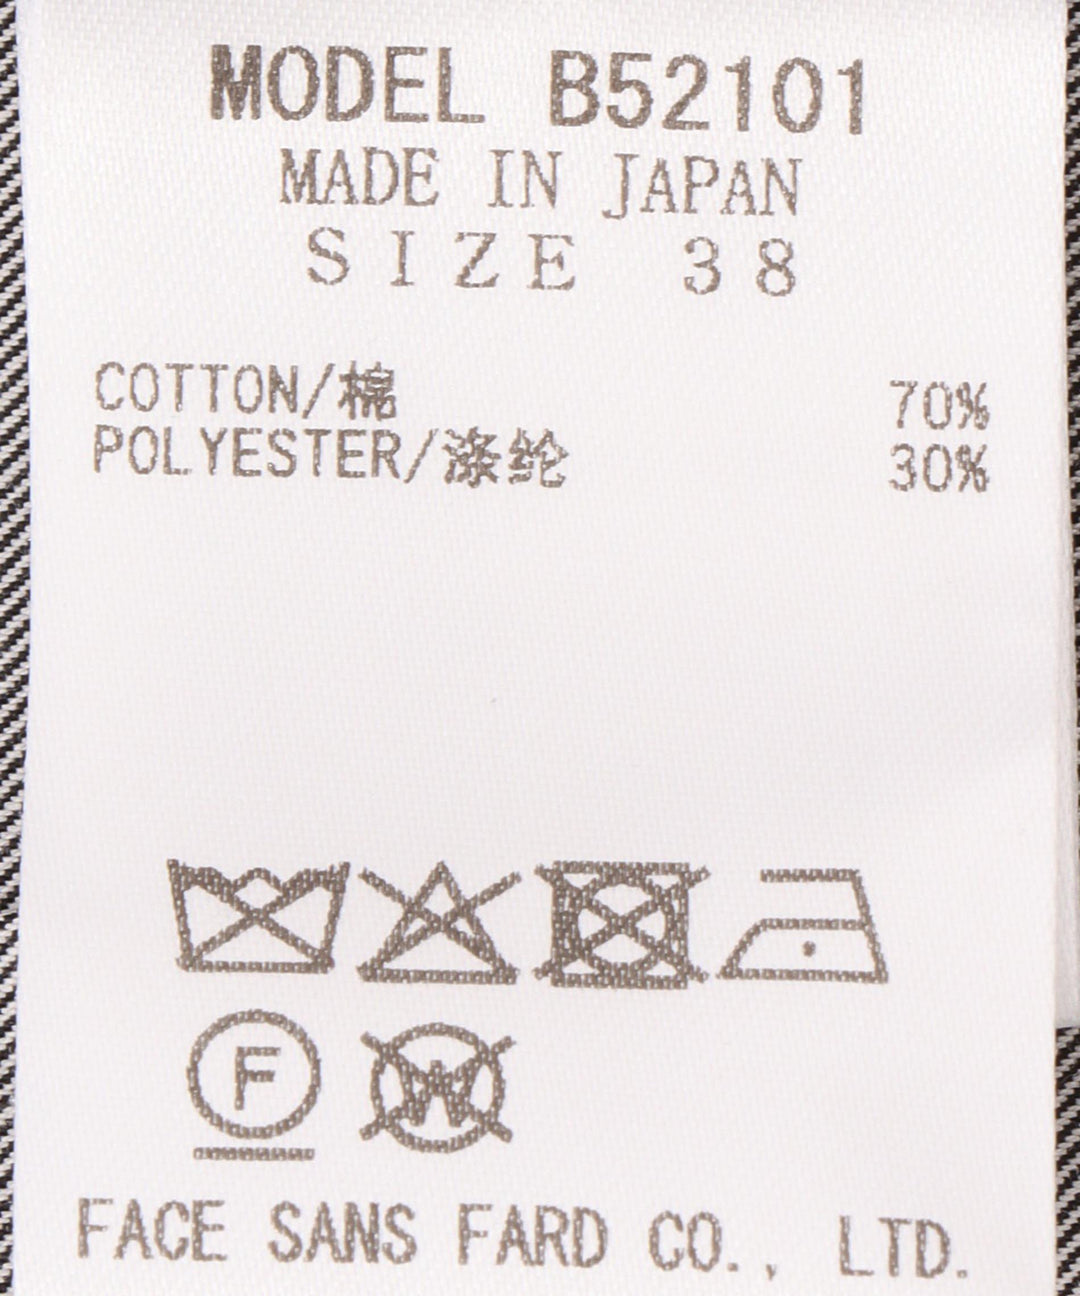 MODEL B52101
MADE IN JAPAN
SIZE 38
COTTON/棉 70%
POLYESTER/涤纶 30%
F W
FACE SANS FARD CO., LTD.